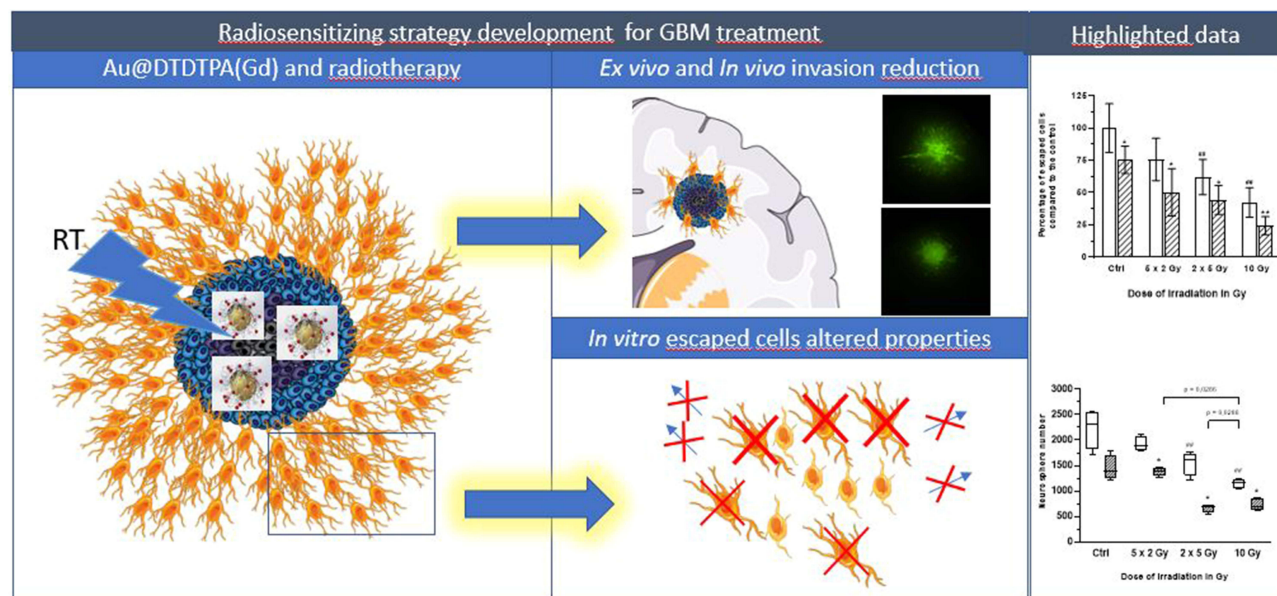 Radiosensitizing strategy development for GBM treatment
Highlighted data
Au@DTDTPA(Gd) and radiotherapy
Ex vivo and In vivo invasion reduction
RT
In vitro escaped cells altered properties
Percentage of escaped cells
compared to the control
125
100
75
50
25
0
*
*
##
*
##
**
Ctrl
5 x 2 Gy
2 x 5 Gy
10 Gy
Dose of Irradiation in Gy
Neurosphere number
3000
2500
2000
1500
1000
500
0
p = 0,0286
p = 0,0286
*
##
*
##
*
Ctrl
5 x 2 Gy
2 x 5 Gy
10 Gy
Dose of Irradiation in Gy